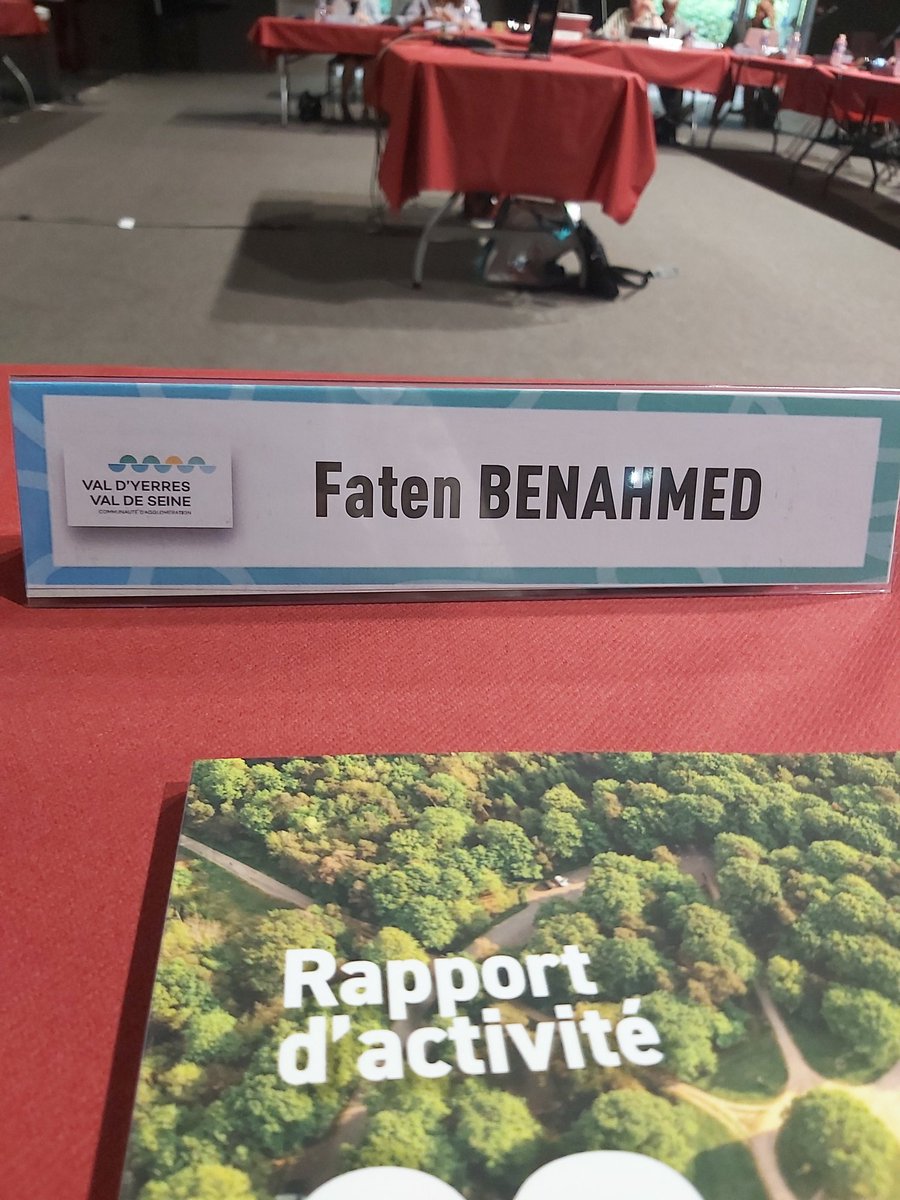 VAL D'YERRES
VAL DE SEINE
COMMUNAUTÉ D'AGGLOMÉRATION
Faten BENAHMED
Rapport
d'activité